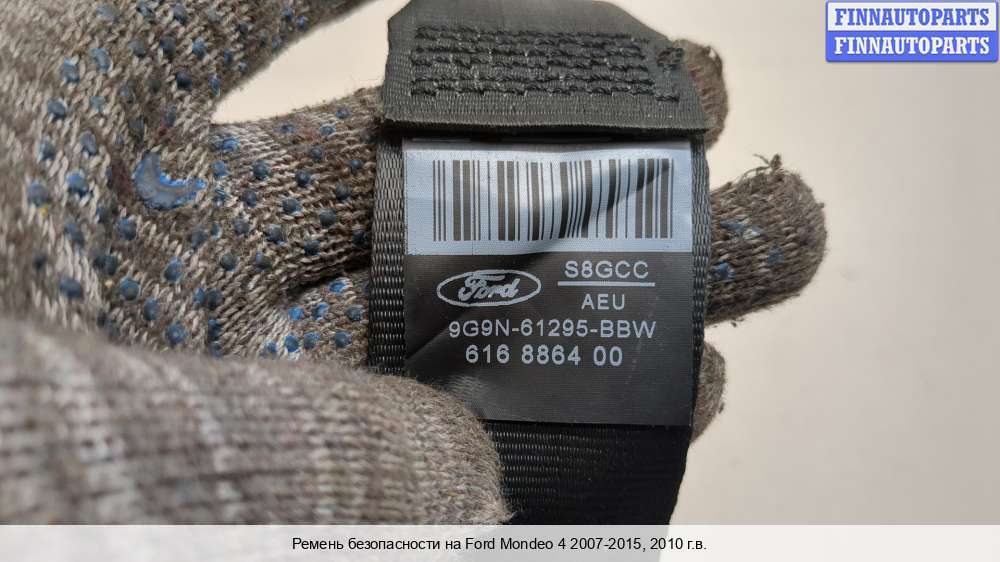 FINNAUTOPARTS
FINNAUTOPARTS
Ford
S8GCC
AEU
9G9N-61295-BBW
616 8864 00
Ремень безопасности на Ford Mondeo 4 2007-2015, 2010 г.в.